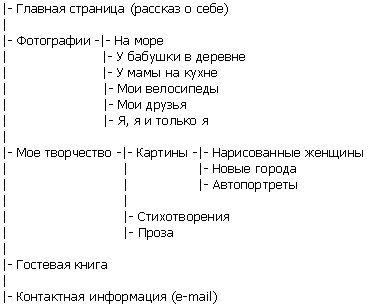 |- Главная страница (рассказ о себе)
|
|- Фотографии -|- На море
| |- У бабушки в деревне
| |- У мамы на кухне
| |- Мои велосипеды
| |- Мои друзья
| |- Я, я и только я
|
|- Мое творчество -|- Картины -|- Нарисованные женщины
| | |- Новые города
| | |- Автопортреты
| |
| |- Стихотворения
| |- Проза
|
|- Гостевая книга
|
|- Контактная информация (e-mail)